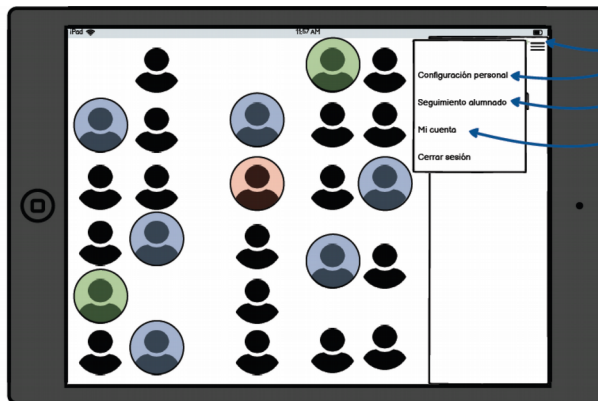 iPad 11:57 AM
Configuración personal
Seguimiento alumnado
Mi cuenta
Cerrar sesión